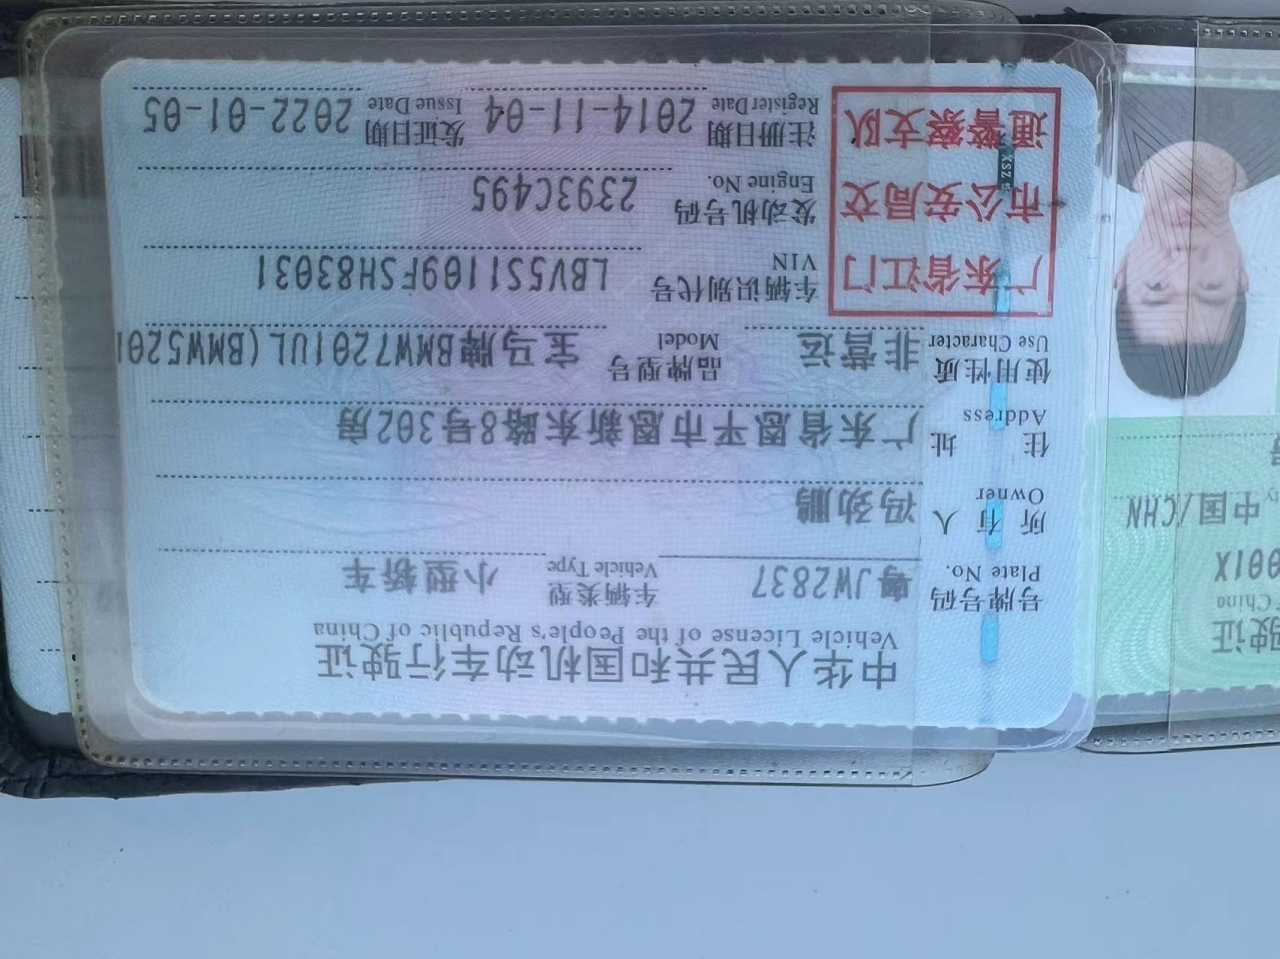 中华人民共和国机动车行驶证
Vehicle License of the People's Republic of China
号牌号码 粤JW2837 车辆类型 小型轿车
Plate No. Vehicle Type
所有人 冯劲鹏
Owner
住址 广东省恩平市恩新东路8号302房
Address
使用性质 非营运 品牌型号 宝马牌BMW7201UL(BMW520
Use Character Model
广东省江门
市公安局交
通警察支队
车辆识别代号 LBV5S1109FSH83031
VIN
发动机号码 2393C495
Engine No.
注册日期 2014-11-04 发证日期 2022-01-05
Register Date Issue Date
驶证
China
001X
中国/CHN